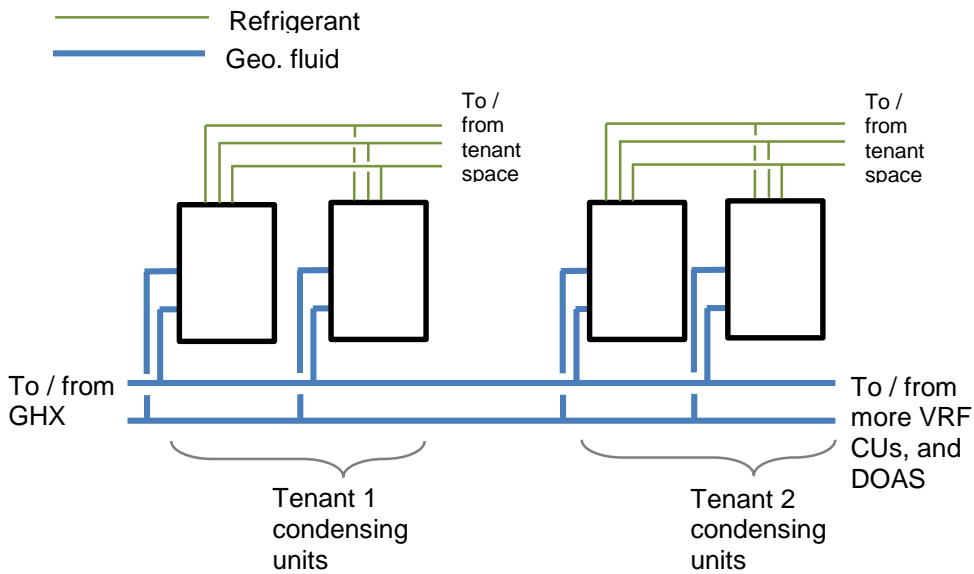 Refrigerant
Geo. fluid
To /
from
tenant
space
To /
from
tenant
space
To / from
GHX
To / from
more VRF
CUs, and
DOAS
Tenant 1
condensing
units
Tenant 2
condensing
units